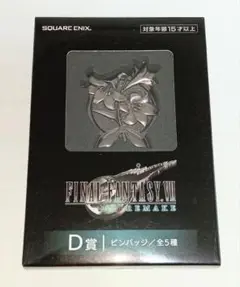 SQUARE ENIX. 対象年齢15才以上
FINAL FANTASY VII
REMAKE
D賞 ピンバッジ/全5種